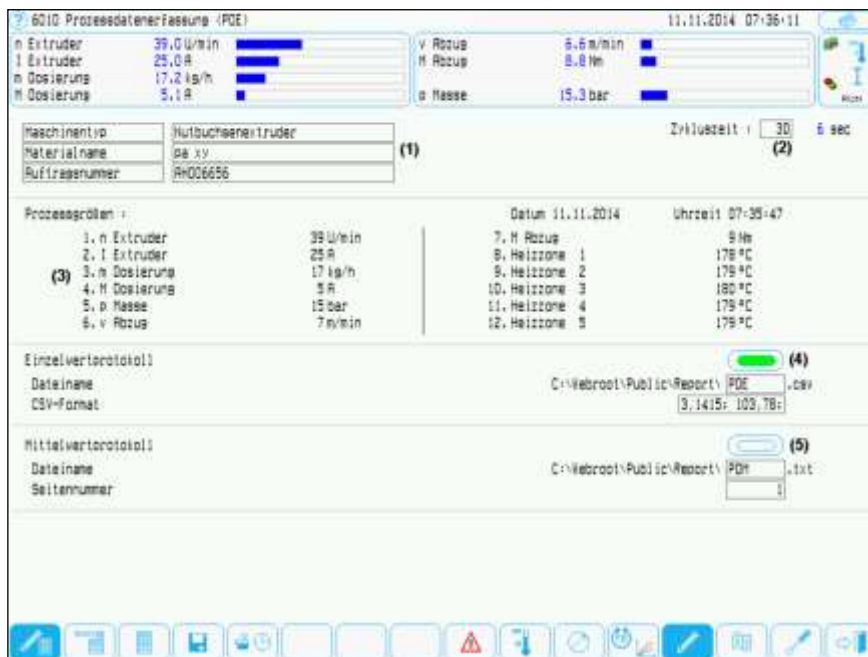 ? 6010 Prozessdatenerfassung (PDE) 11.11.2014 07:36:11
n Extruder 39.0 U/min
I Extruder 25.0 A
m Dosierung 17.2 kg/h
M Dosierung 5.1 A
v Abzug 6.6 m/min
M Abzug 8.8 Nm
p Masse 15.3 bar
Maschinentyp Nutbuchsenextruder
Materialname pa xy
Auftragsnummer AM006656
(1)
Zykluszeit : 30 6 sec
(2)
Prozessgrößen : Datum 11.11.2014 Uhrzeit 07:35:47
1. n Extruder 39 U/min
2. I Extruder 25 A
(3) 3. m Dosierung 17 kg/h
4. M Dosierung 5 A
5. p Masse 15 bar
6. v Abzug 7 m/min
7. M Abzug 9 Nm
8. Heizzone 1 178 °C
9. Heizzone 2 179 °C
10. Heizzone 3 180 °C
11. Heizzone 4 179 °C
12. Heizzone 5 179 °C
Einzelwertprotokoll (4)
Dateiname C:\Webroot\Public\Report\ PDE .csv
CSV-Format 3,1415; 103,78;
Mittelwertprotokoll (5)
Dateiname C:\Webroot\Public\Report\ PDM .txt
Seitennummer 1